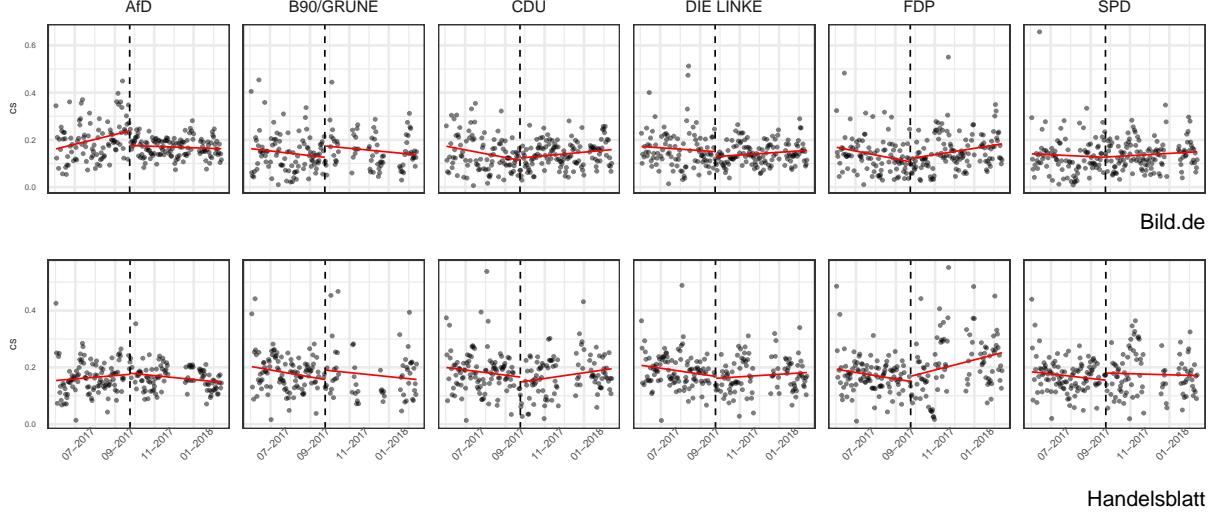 AfD B90/GRÜNE CDU DIE LINKE FDP SPD
0.6
0.4
cs
0.2
0.0
Bild.de
0.4
cs
0.2
0.0
07−2017 09−2017 11−2017 01−2018 07−2017 09−2017 11−2017 01−2018 07−2017 09−2017 11−2017 01−2018 07−2017 09−2017 11−2017 01−2018 07−2017 09−2017 11−2017 01−2018 07−2017 09−2017 11−2017 01−2018
Handelsblatt